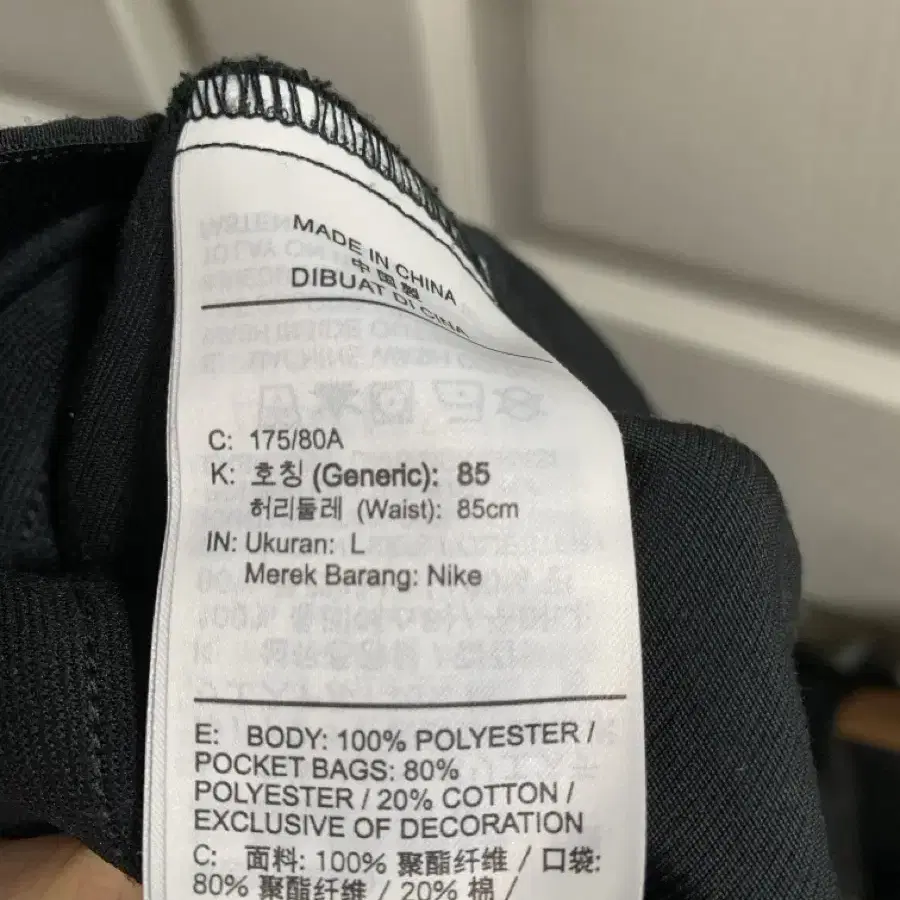 MADE IN CHINA
中国製
DIBUAT DI CINA
C: 175/80A
K: 호칭 (Generic): 85
허리둘레 (Waist): 85cm
IN: Ukuran: L
Merek Barang: Nike
E: BODY: 100% POLYESTER /
POCKET BAGS: 80%
POLYESTER / 20% COTTON /
EXCLUSIVE OF DECORATION
C: 面料: 100% 聚酯纤维 / 口袋:
80% 聚酯纤维 / 20% 棉 /